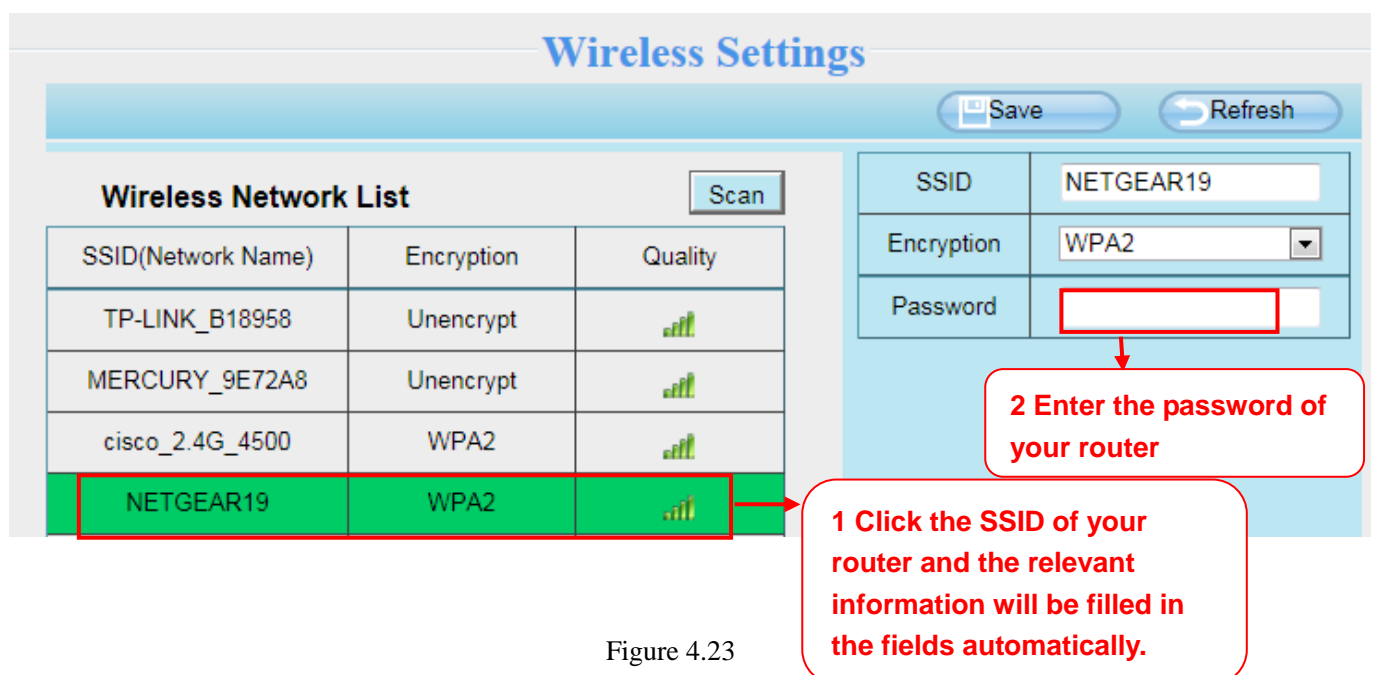 Wireless Settings
Save Refresh
Wireless Network List Scan
SSID(Network Name) Encryption Quality
TP-LINK_B18958 Unencrypt
MERCURY_9E72A8 Unencrypt
cisco_2.4G_4500 WPA2
NETGEAR19 WPA2
SSID NETGEAR19
Encryption WPA2
Password
2 Enter the password of
your router
1 Click the SSID of your
router and the relevant
information will be filled in
the fields automatically.
Figure 4.23